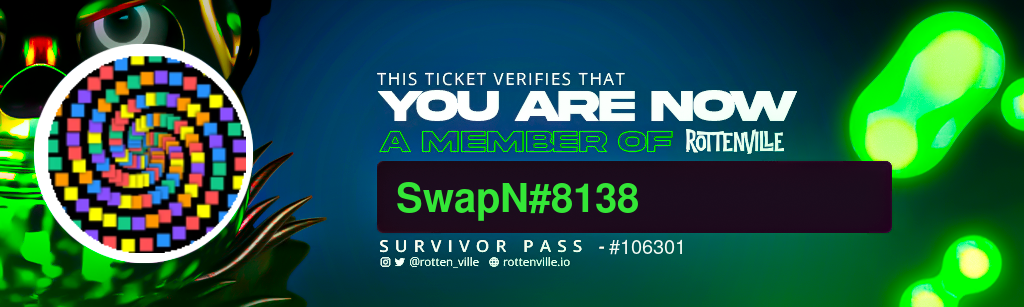 THIS TICKET VERIFIES THAT
YOU ARE NOW
A MEMBER OF ROTTENVILLE
SwapN#8138
SURVIVOR PASS - #106301
@rotten_ville rottenville.io